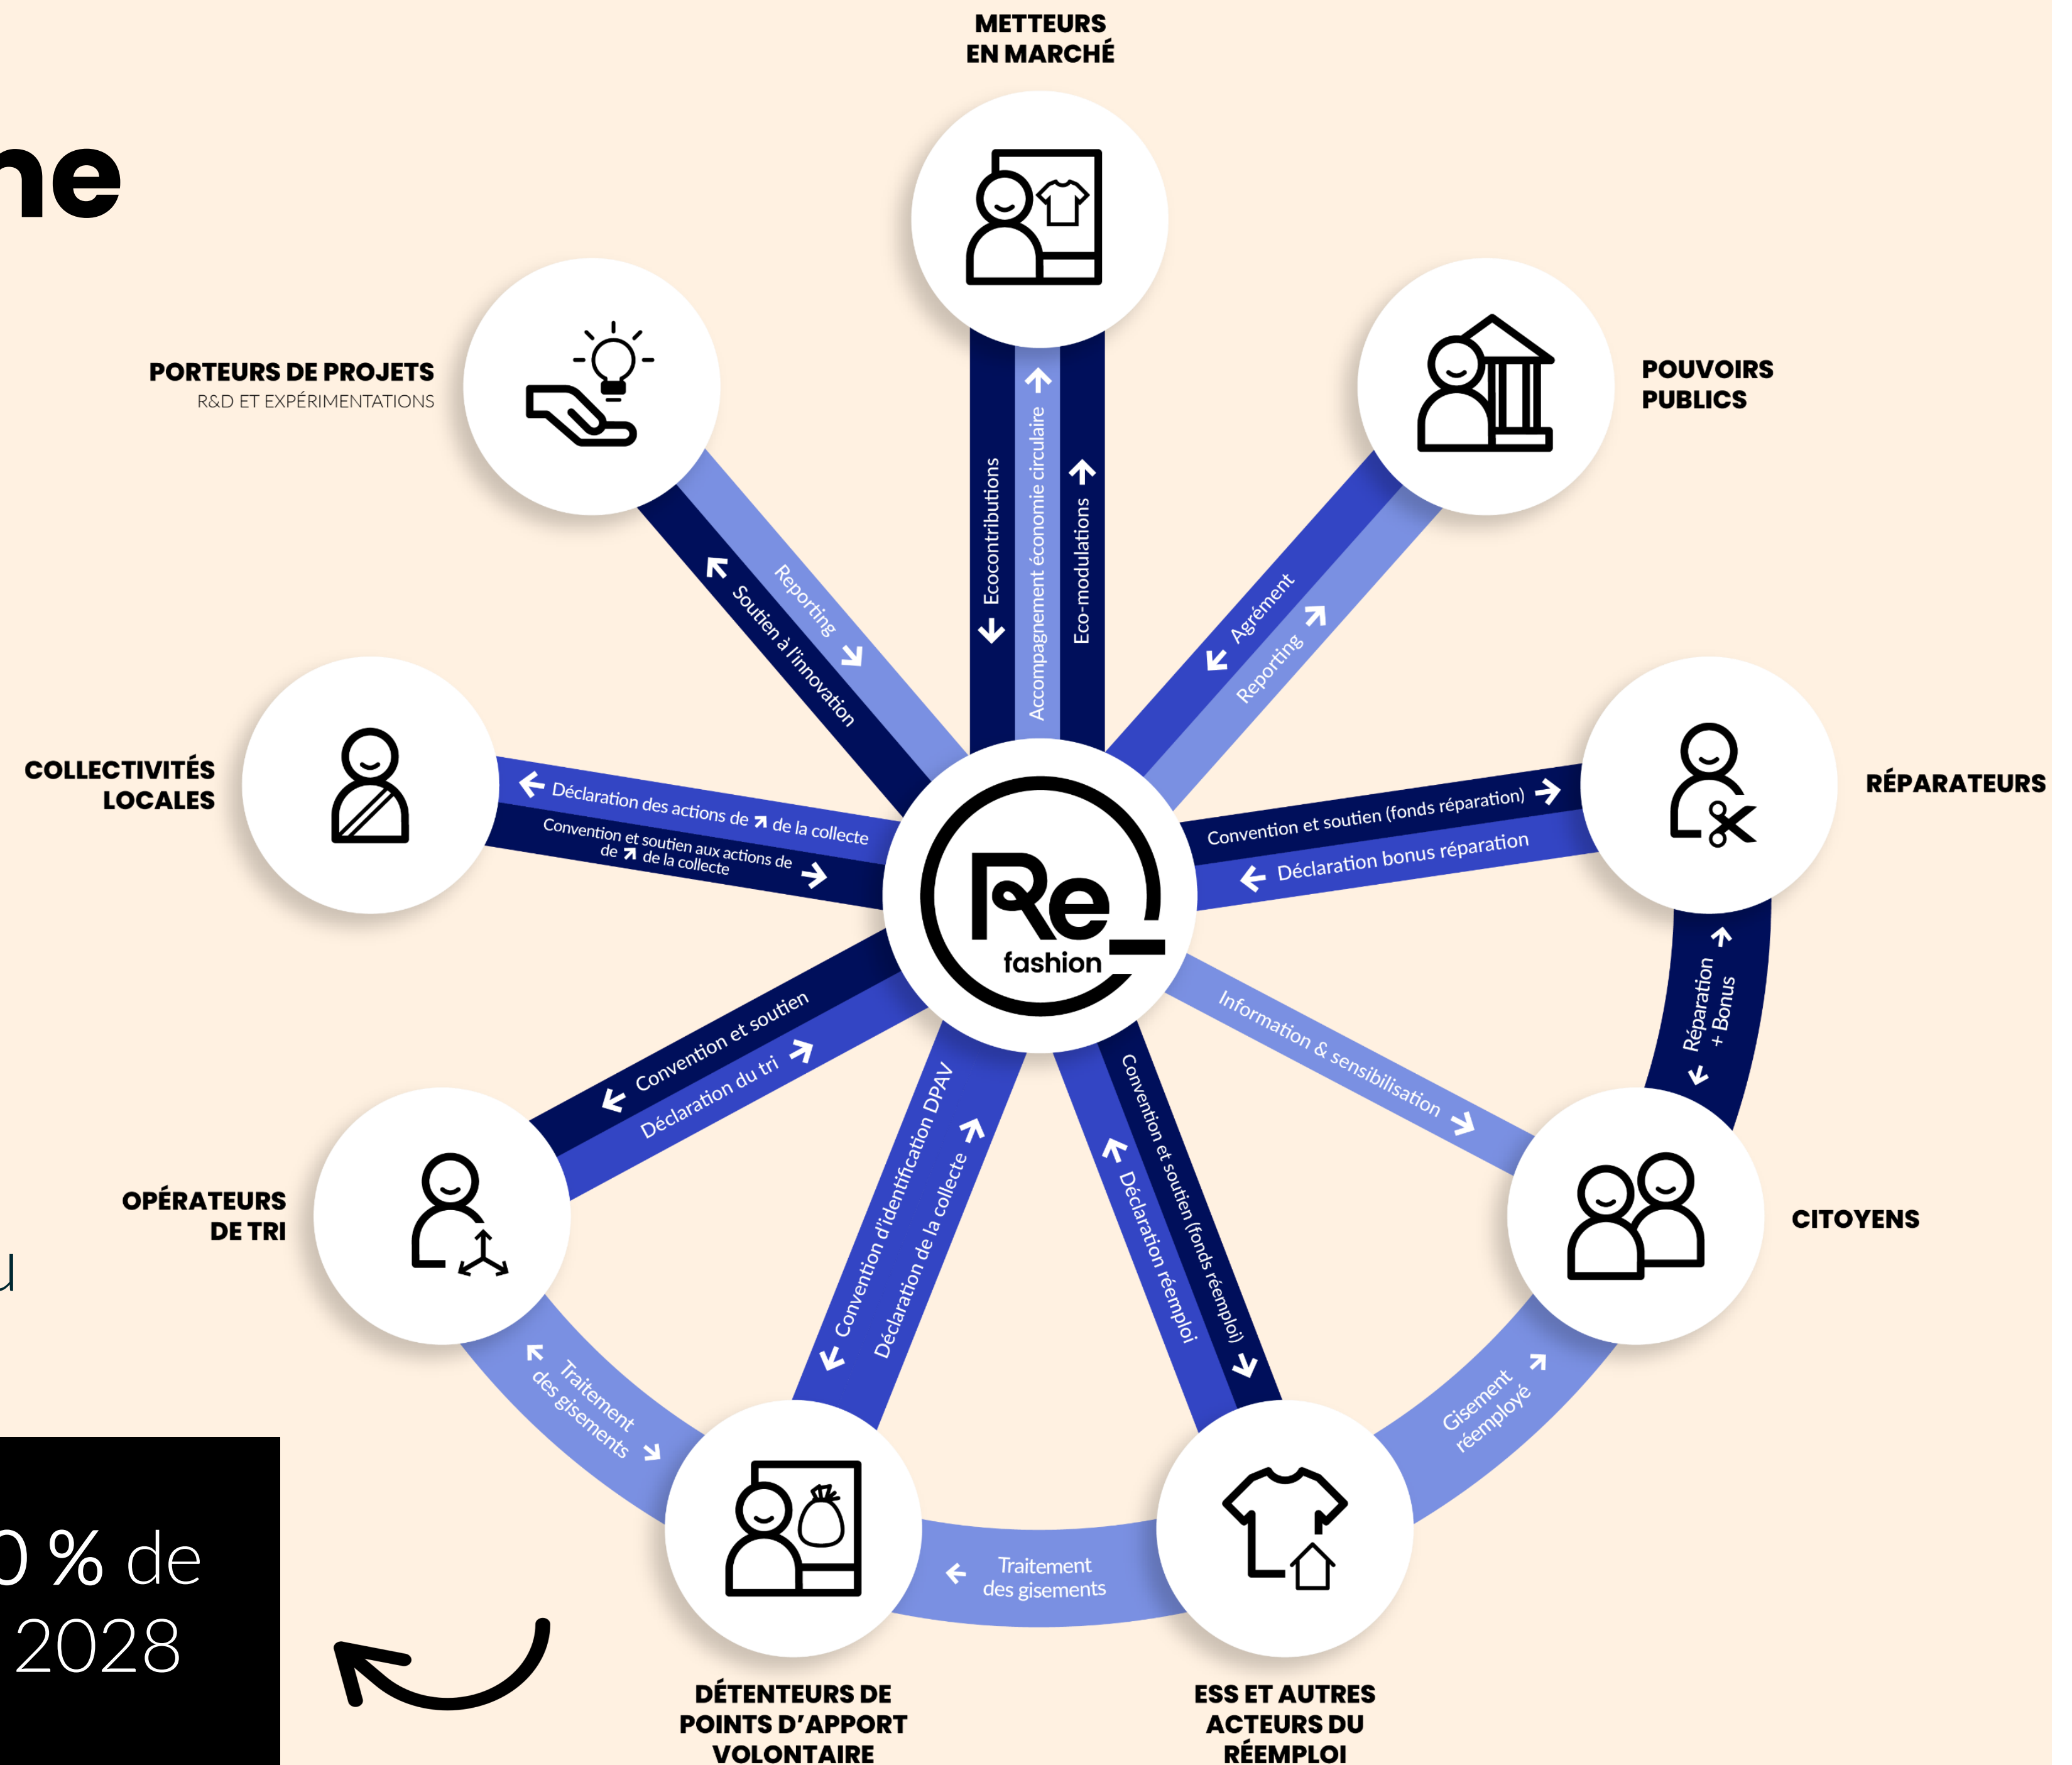 METTEURS
EN MARCHÉ
PORTEURS DE PROJETS
R&D ET EXPÉRIMENTATIONS
POUVOIRS
PUBLICS
Ecocontributions
Accompagnement économie circulaire
Eco-modulations
Reporting
Soutien à l'innovation
Agrément
Reporting
COLLECTIVITÉS
LOCALES
Déclaration des actions de ↗ de la collecte
Convention et soutien aux actions de
de ↗ de la collecte
Convention et soutien (fonds réparation)
Déclaration bonus réparation
RÉPARATEURS
Re_
fashion
Réparation
+ Bonus
Information & sensibilisation
Convention et soutien
Déclaration du tri
Convention d'identification DPAV
Déclaration de la collecte
Déclaration réemploi
Convention et soutien (fonds réemploi)
OPÉRATEURS
DE TRI
CITOYENS
Traitement
des gisements
Gisement
réemployé
Traitement
des gisements
0 % de
2028
DÉTENTEURS DE
POINTS D'APPORT
VOLONTAIRE
ESS ET AUTRES
ACTEURS DU
RÉEMPLOI